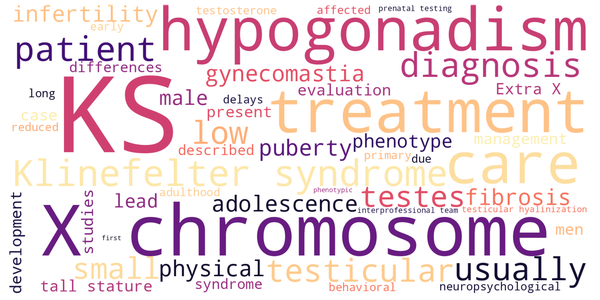 infertility testosterone affected prenatal testing
early hypogonadism
patient
differences gynecomastia diagnosis
long KS male delays evaluation Extra X
case present treatment
reduced low
described puberty phenotype management
Klinefelter syndrome primary due care
adulthood phenotypic
lead adolescence testes fibrosis
X chromosome interprofessional team testicular hyalinization
development studies first men
small physical testicular usually
tall stature syndrome behavioral neuropsychological